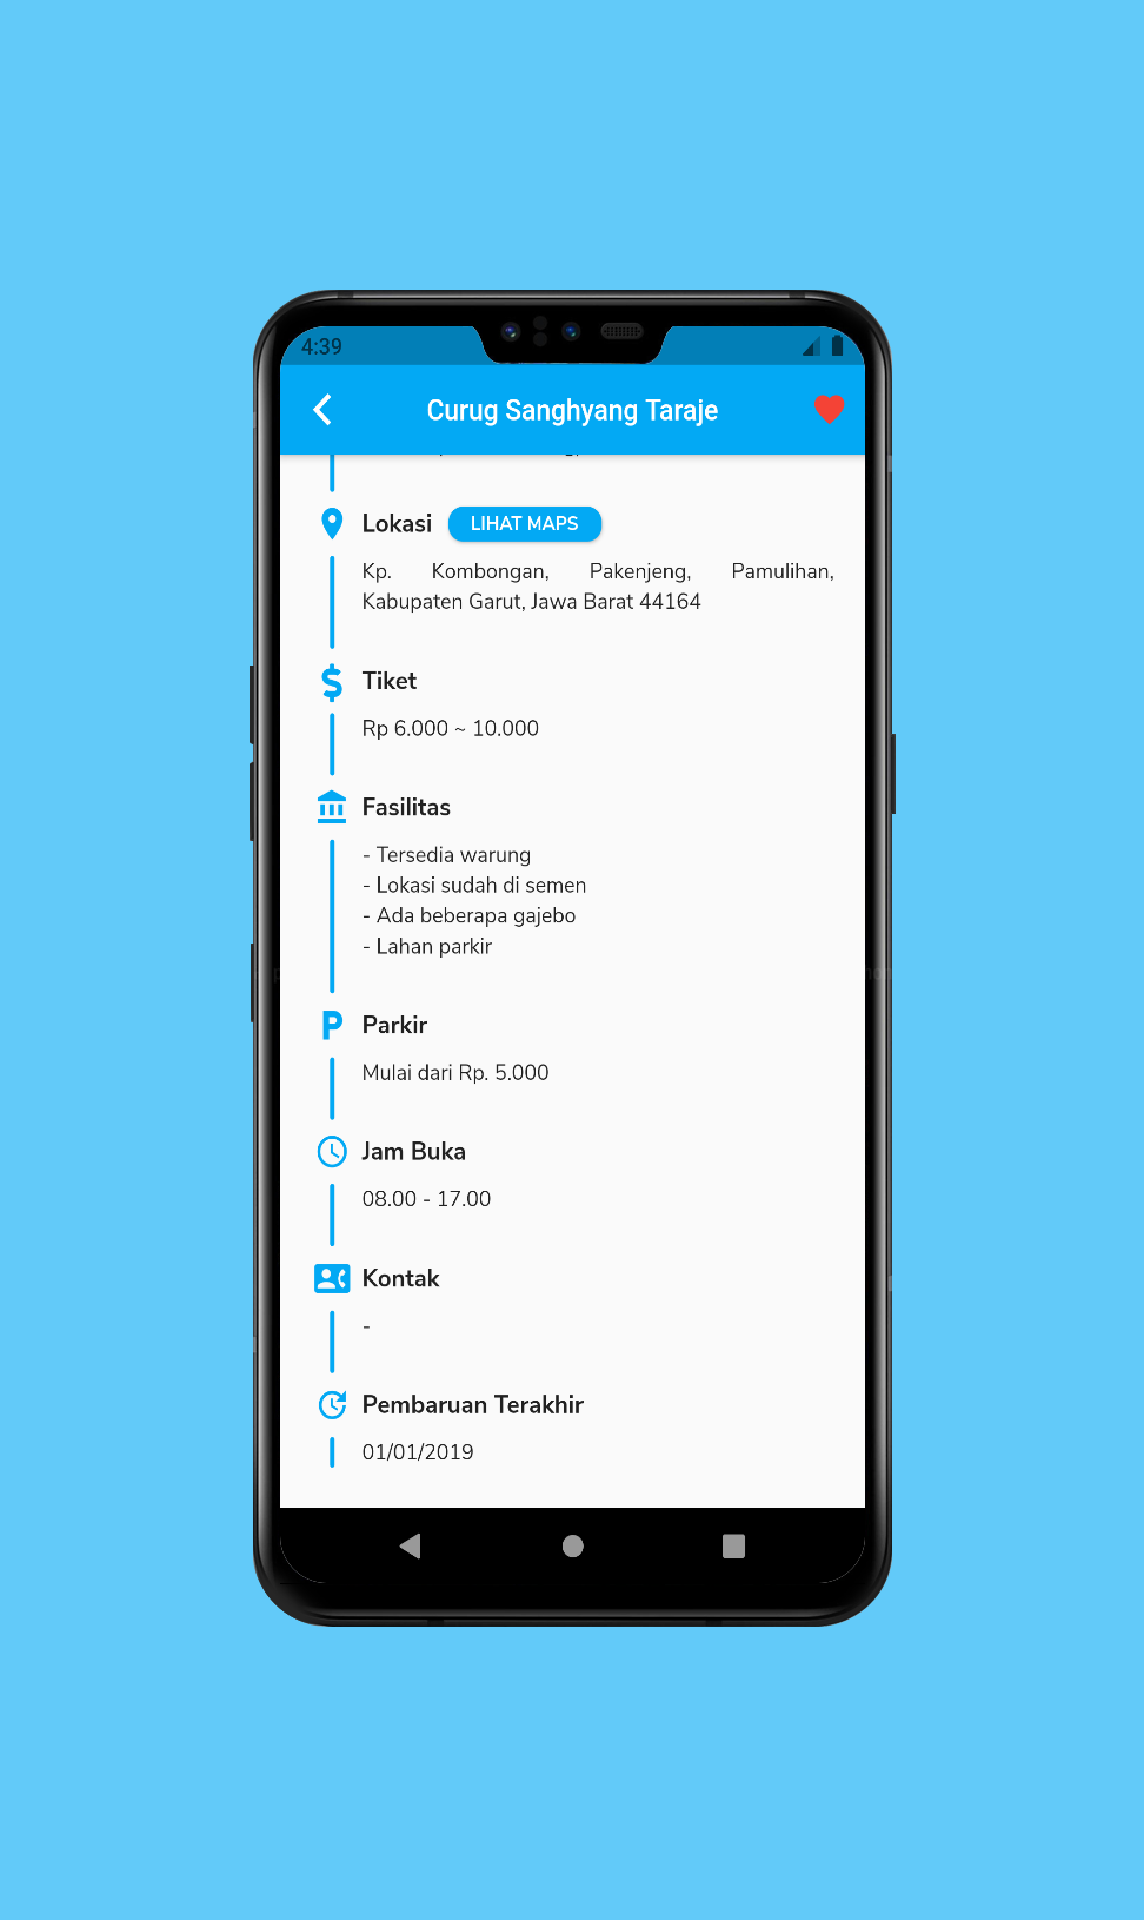 4:39
Curug Sanghyang Taraje
Lokasi
LIHAT MAPS
Kp. Kombongan, Pakenjeng, Pamulihan,
Kabupaten Garut, Jawa Barat 44164
Tiket
Rp 6.000 ~ 10.000
Fasilitas
- Tersedia warung
- Lokasi sudah di semen
- Ada beberapa gajebo
- Lahan parkir
Parkir
Mulai dari Rp. 5.000
Jam Buka
08.00 - 17.00
Kontak
-
Pembaruan Terakhir
01/01/2019